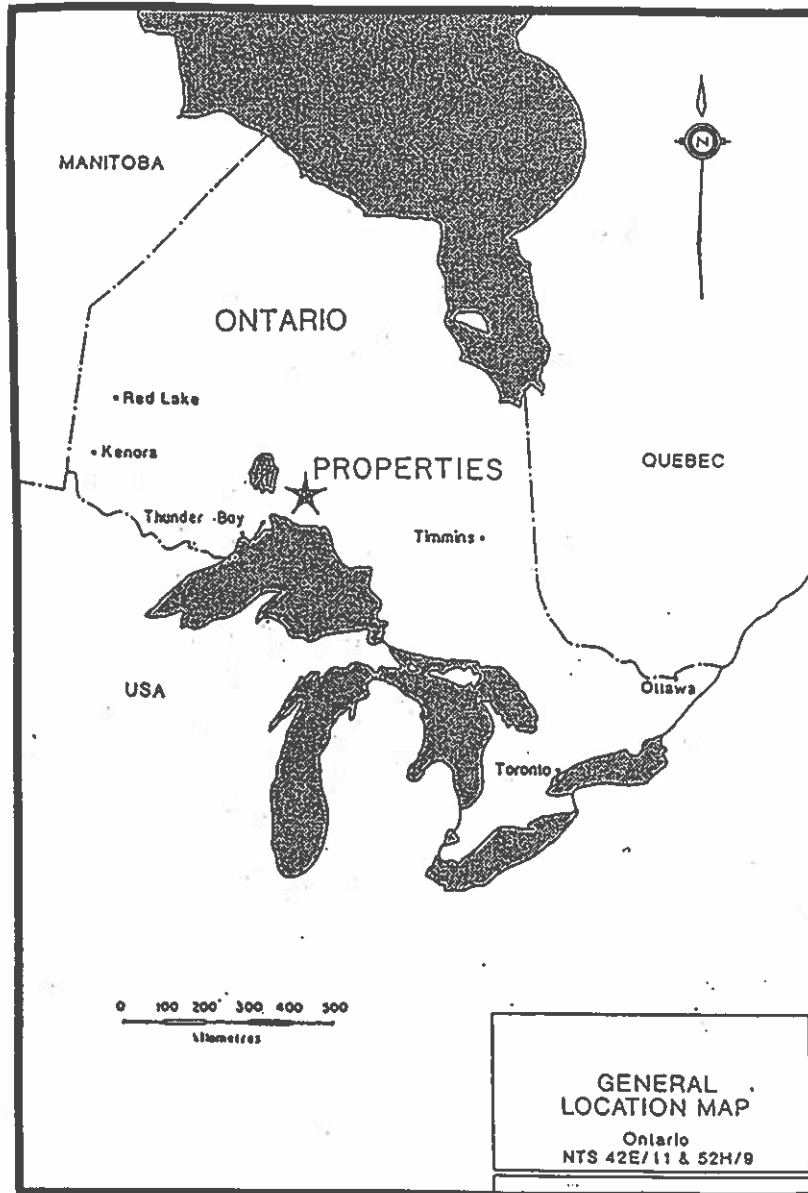 MANITOBA
N
ONTARIO
Red Lake
Kenora
PROPERTIES
QUEBEC
Thunder Bay
Timmins
USA
Ottawa
Toronto
0 100 200 300 400 500
kilometres
GENERAL
LOCATION MAP
Ontario
NTS 42E/11 & 52H/9